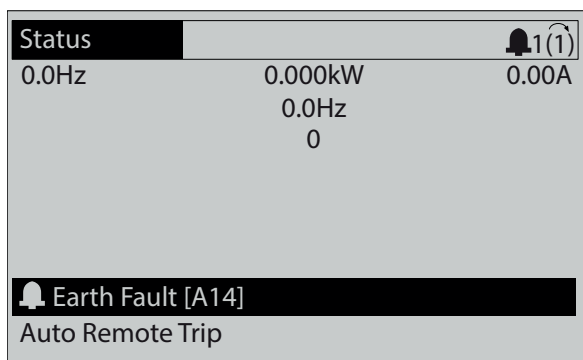 Status 1(1)
0.0Hz 0.000kW 0.00A
0.0Hz
0
Earth Fault [A14]
Auto Remote Trip